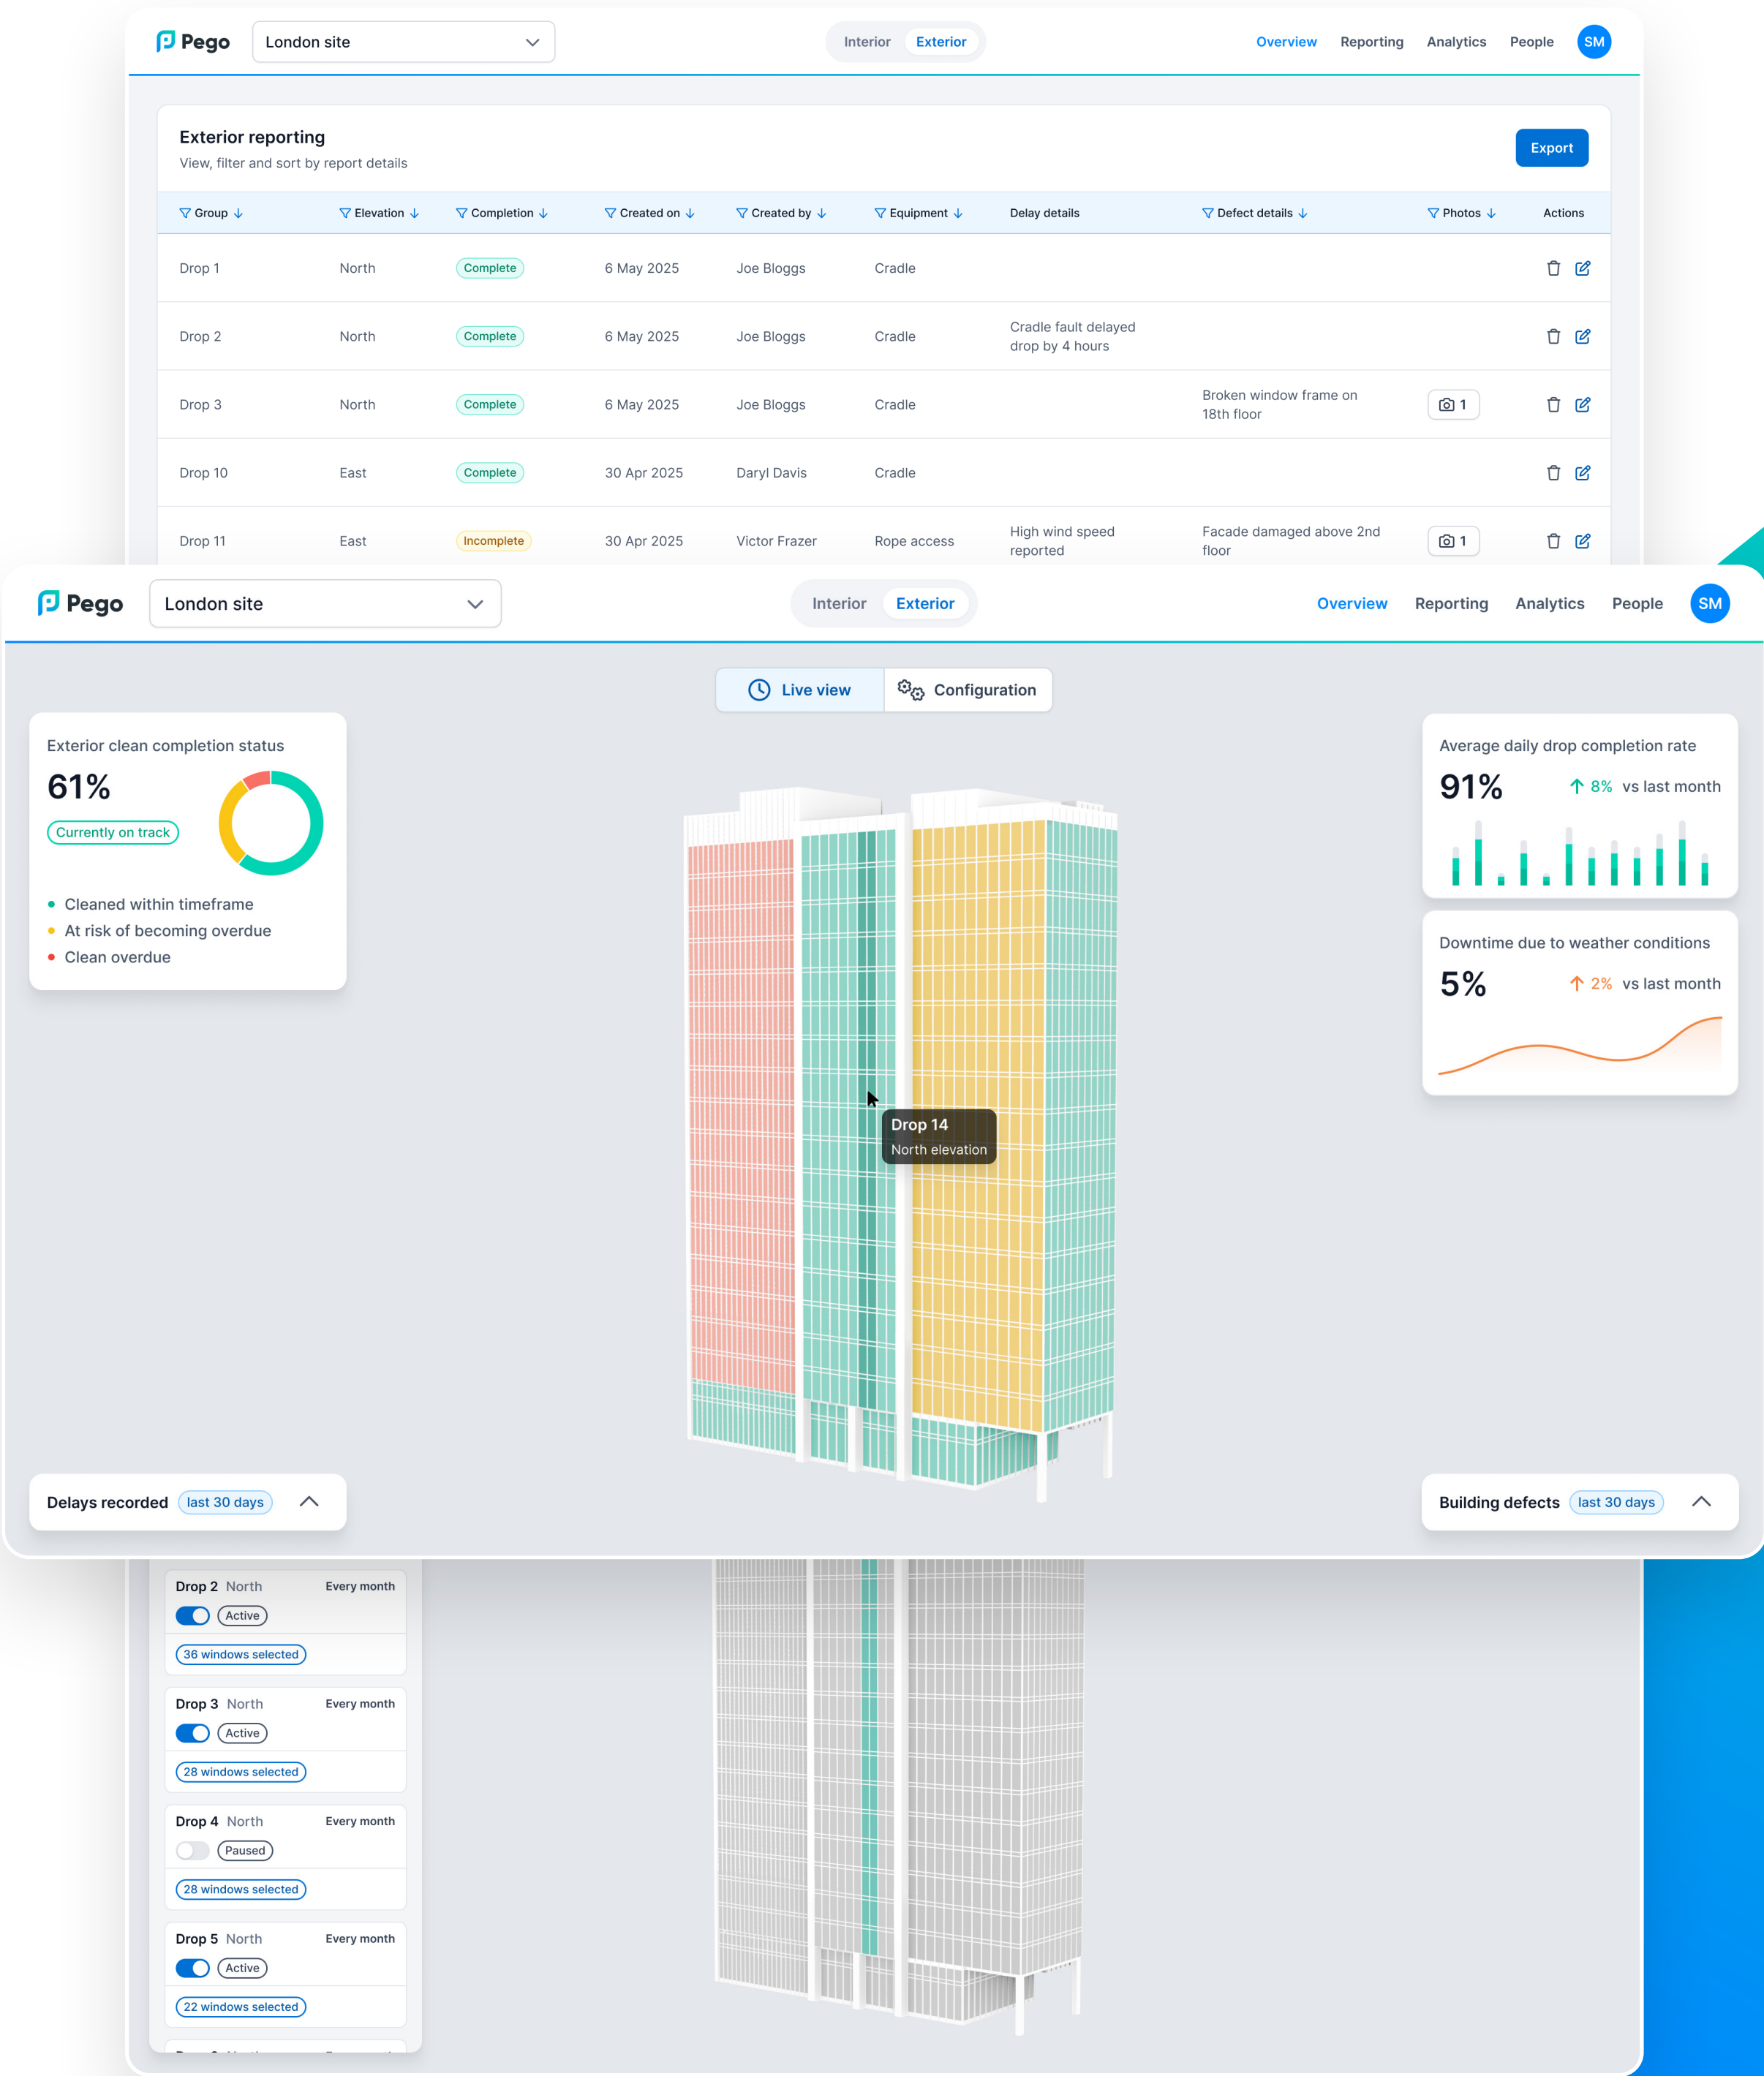 Pego
London site
Interior Exterior
Overview Reporting Analytics People SM
Exterior reporting
View, filter and sort by report details
Export
Group Elevation Completion Created on Created by Equipment Delay details Defect details Photos Actions
Drop 1 North Complete 6 May 2025 Joe Bloggs Cradle
Drop 2 North Complete 6 May 2025 Joe Bloggs Cradle Cradle fault delayed
drop by 4 hours
Drop 3 North Complete 6 May 2025 Joe Bloggs Cradle Broken window frame on
18th floor
1
Drop 10 East Complete 30 Apr 2025 Daryl Davis Cradle
Drop 11 East Incomplete 30 Apr 2025 Victor Frazer Rope access High wind speed
reported
Facade damaged above 2nd
floor
1
Pego
London site
Interior Exterior
Overview Reporting Analytics People SM
Live view Configuration
Exterior clean completion status
61%
Currently on track
Cleaned within timeframe
At risk of becoming overdue
Clean overdue
Average daily drop completion rate
91% 8% vs last month
Downtime due to weather conditions
5% 2% vs last month
Drop 14
North elevation
Delays recorded last 30 days
Building defects last 30 days
Drop 2 North Every month
Active
36 windows selected
Drop 3 North Every month
Active
28 windows selected
Drop 4 North Every month
Paused
28 windows selected
Drop 5 North Every month
Active
22 windows selected